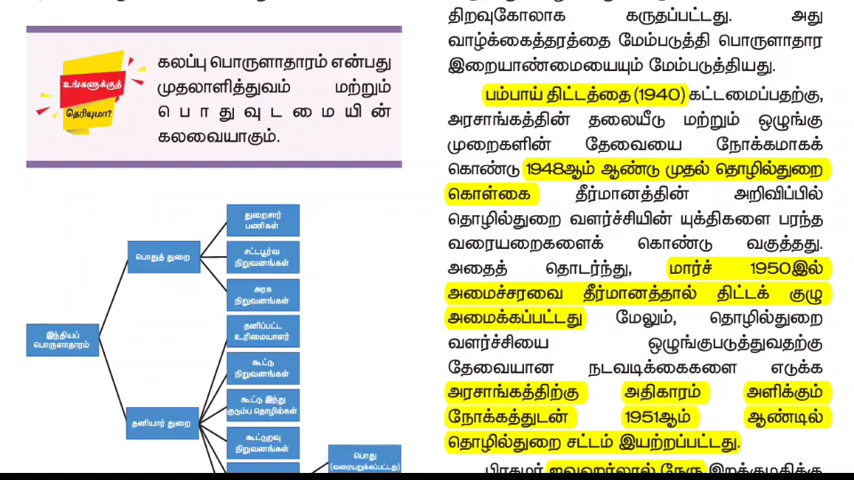 உங்களுக்குத்
தெரியுமா?
கலப்பு பொருளாதாரம் என்பது
முதலாளித்துவம் மற்றும்
பொதுவுடமையின்
கலவையாகும்.
இந்தியப்
பொருளாதாரம்
பொதுத் துறை
துறைசார்
பணிகள்
சட்டபூர்வ
நிறுவனங்கள்
அரசு
நிறுவனங்கள்
தனியார் துறை
தனிப்பட்ட
உரிமையாளர்
கூட்டு
நிறுவனங்கள்
கூட்டு இந்து
குடும்ப தொழில்கள்
கூட்டுறவு
நிறுவனங்கள்
பொது
(வரையறுக்கப்பட்டது)
திறவுகோலாக கருதப்பட்டது. அது
வாழ்க்கைத்தரத்தை மேம்படுத்தி பொருளாதார
இறையாண்மையையும் மேம்படுத்தியது.
பம்பாய் திட்டத்தை (1940) கட்டமைப்பதற்கு,
அரசாங்கத்தின் தலையீடு மற்றும் ஒழுங்கு
முறைகளின் தேவையை நோக்கமாகக்
கொண்டு 1948ஆம் ஆண்டு முதல் தொழில்துறை
கொள்கை தீர்மானத்தின் அறிவிப்பில்
தொழில்துறை வளர்ச்சியின் யுக்திகளை பரந்த
வரையறைகளைக் கொண்டு வகுத்தது.
அதைத் தொடர்ந்து, மார்ச் 1950இல்
அமைச்சரவை தீர்மானத்தால் திட்டக் குழு
அமைக்கப்பட்டது மேலும், தொழில்துறை
வளர்ச்சியை ஒழுங்குபடுத்துவதற்கு
தேவையான நடவடிக்கைகளை எடுக்க
அரசாங்கத்திற்கு அதிகாரம் அளிக்கும்
நோக்கத்துடன் 1951ஆம் ஆண்டில்
தொழில்துறை சட்டம் இயற்றப்பட்டது.
பிரதமர் ஜவஹர்லால் நேரு இறக்குமதிக்கு